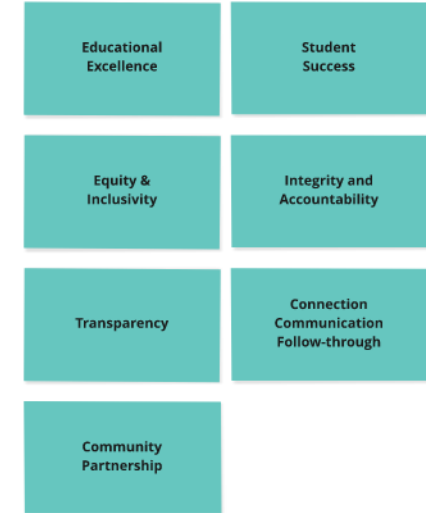 Educational
Excellence
Student
Success
Equity &
Inclusivity
Integrity and
Accountability
Transparency
Connection
Communication
Follow-through
Community
Partnership